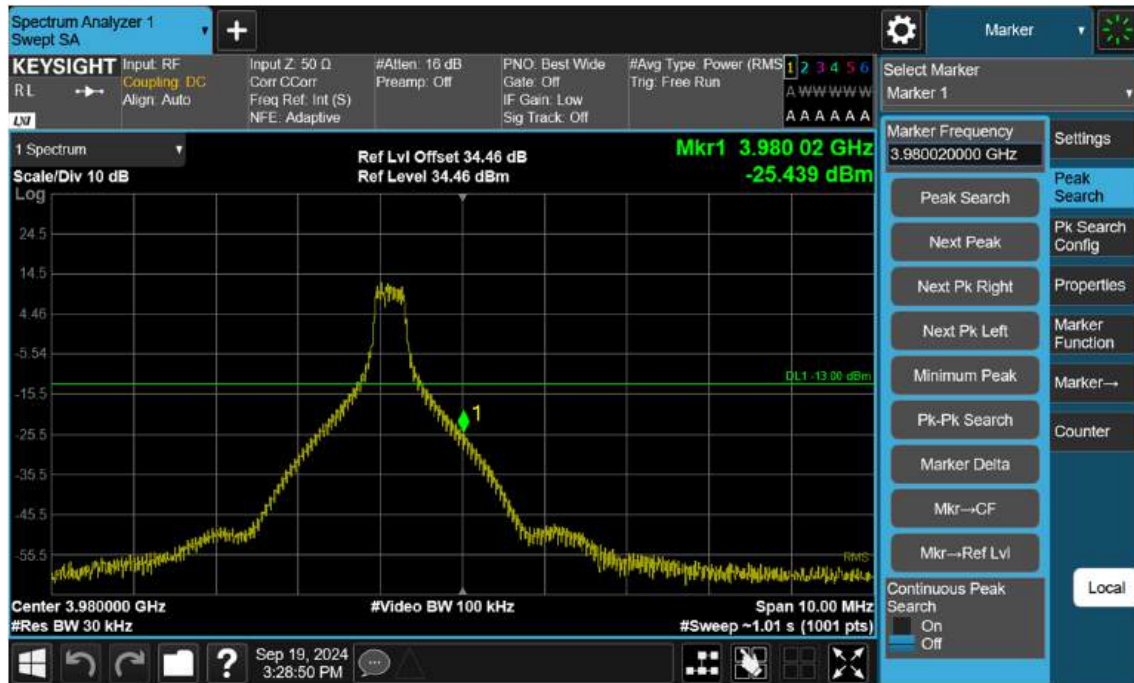 Spectrum Analyzer 1
Swept SA
Marker
KEYSIGHT
RL
LXI
Input: RF
Coupling: DC
Align: Auto
Input Z: 50 Ω
Corr CCorr
Freq Ref: Int (S)
NFE: Adaptive
#Atten: 16 dB
Preamp: Off
PNO: Best Wide
Gate: Off
IF Gain: Low
Sig Track: Off
#Avg Type: Power (RMS
Trig: Free Run
1 2 3 4 5 6
A W W W W W
A A A A A A
Select Marker
Marker 1
1 Spectrum
Scale/Div 10 dB
Log
Ref Lvl Offset 34.46 dB
Ref Level 34.46 dBm
Mkr1 3.980 02 GHz
-25.439 dBm
24.5
14.5
4.46
-5.54
-15.5
-25.5
-35.5
-45.5
-55.5
DL1 -13.00 dBm
1
RMS
Center 3.980000 GHz
#Res BW 30 kHz
#Video BW 100 kHz
Span 10.00 MHz
#Sweep ~1.01 s (1001 pts)
Marker Frequency
3.980020000 GHz
Peak Search
Next Peak
Next Pk Right
Next Pk Left
Minimum Peak
Pk-Pk Search
Marker Delta
Mkr→CF
Mkr→Ref Lvl
Continuous Peak
Search
On
Off
Settings
Peak
Search
Pk Search
Config
Properties
Marker
Function
Marker→
Counter
Local
Sep 19, 2024
3:28:50 PM